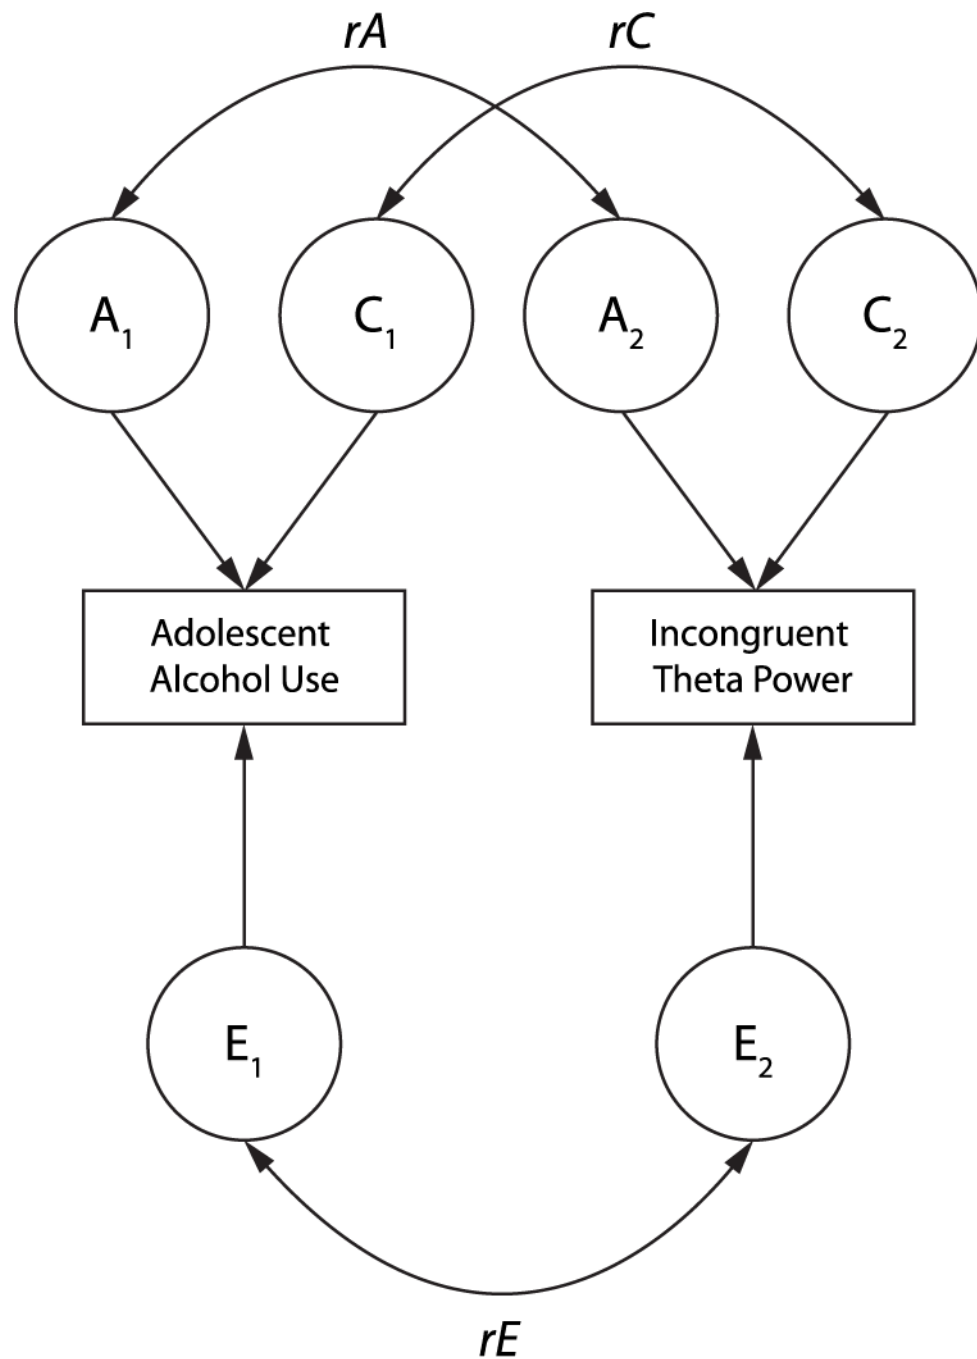 rA rC
A₁ C₁ A₂ C₂
Adolescent
Alcohol Use
Incongruent
Theta Power
E₁ E₂
rE